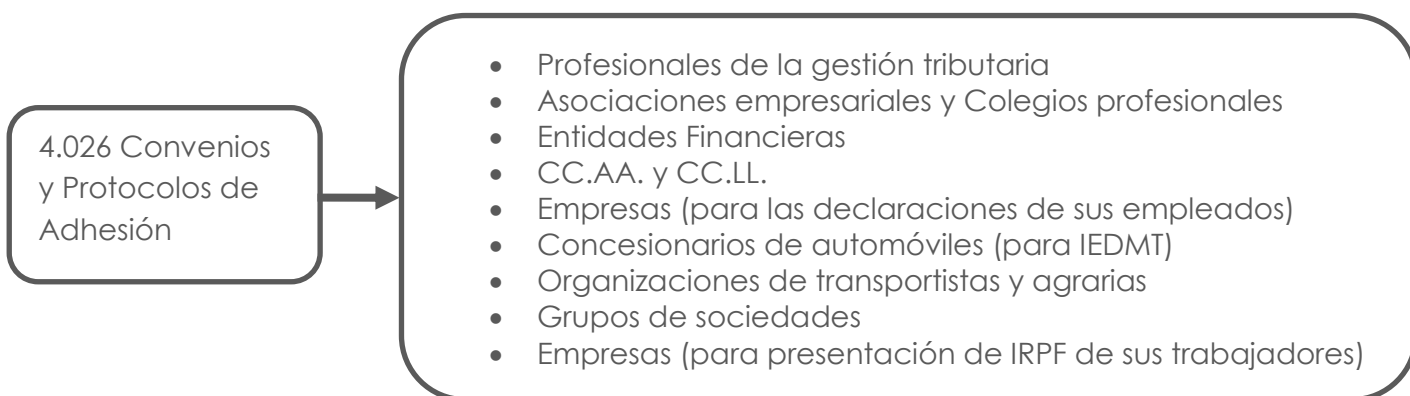 4.026 Convenios
y Protocolos de
Adhesión
• Profesionales de la gestión tributaria
• Asociaciones empresariales y Colegios profesionales
• Entidades Financieras
• CC.AA. y CC.LL.
• Empresas (para las declaraciones de sus empleados)
• Concesionarios de automóviles (para IEDMT)
• Organizaciones de transportistas y agrarias
• Grupos de sociedades
• Empresas (para presentación de IRPF de sus trabajadores)